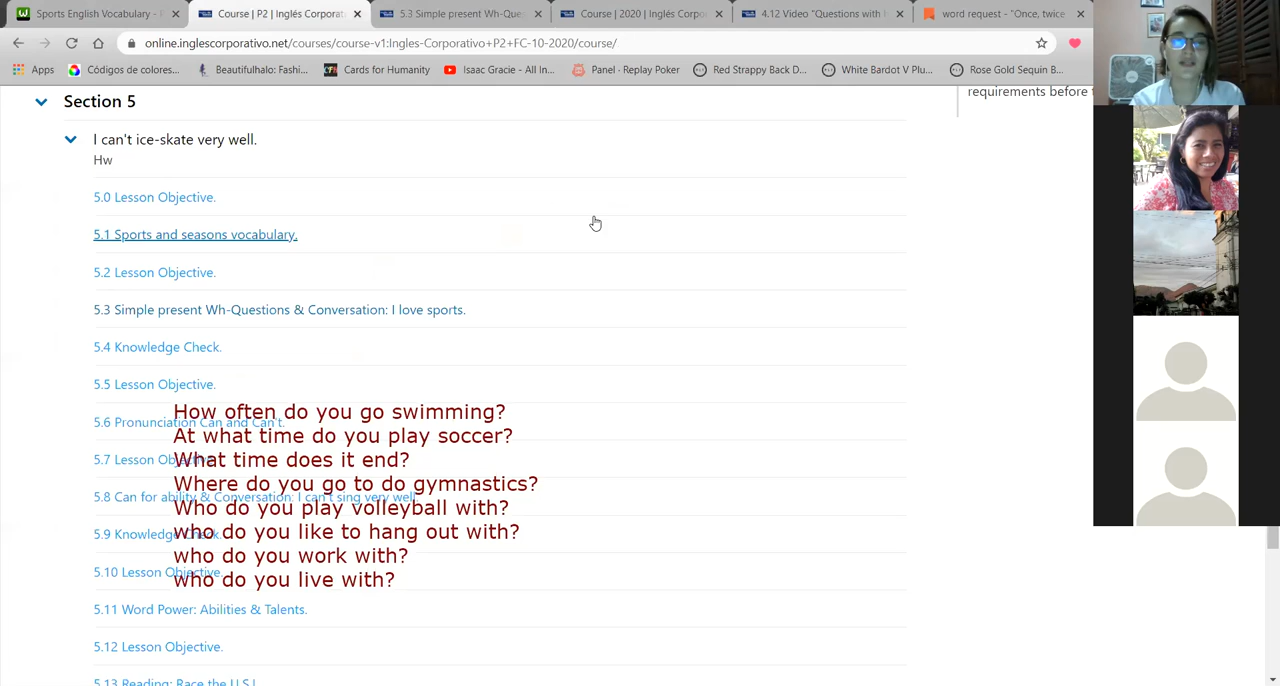 Sports English Vocabulary - 
Course | P2 | Inglés Corporat
5.3 Simple present Wh-Ques
Course | 2020 | Inglés Corpo
4.12 Video "Questions with
word request - "Once, twice
online.inglescorporativo.net/courses/course-v1:Ingles-Corporativo+P2+FC-10-2020/course/
Apps
Códigos de colores...
Beautifulhalo: Fashi...
Cards for Humanity
Isaac Gracie - All In...
Panel · Replay Poker
Red Strappy Back D...
White Bardot V Plu...
Rose Gold Sequin B...
requirements before
Section 5
I can't ice-skate very well.
Hw
5.0 Lesson Objective.
5.1 Sports and seasons vocabulary.
5.2 Lesson Objective.
5.3 Simple present Wh-Questions & Conversation: I love sports.
5.4 Knowledge Check.
5.5 Lesson Objective.
How often do you go swimming?
5.6 Pronunciation Can and Can't.
At what time do you play soccer?
5.7 Lesson Objective.
What time does it end?
Where do you go to do gymnastics?
5.8 Can for ability & Conversation: I can't sing very well.
Who do you play volleyball with?
5.9 Knowledge Check.
who do you like to hang out with?
who do you work with?
5.10 Lesson Objective.
who do you live with?
5.11 Word Power: Abilities & Talents.
5.12 Lesson Objective.
5.13 Reading: Race the U.S.!